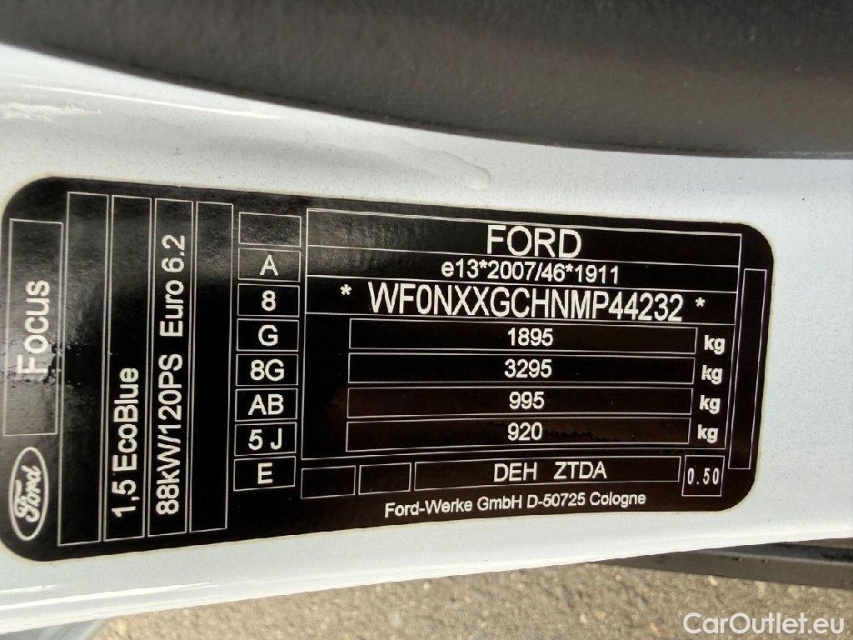 FORD
e13*2007/46*1911
* WF0NXXGCHNMP44232 *
1895 kg
3295 kg
995 kg
920 kg
DEH ZTDA
0.50
Ford-Werke GmbH D-50725 Cologne
A
8
G
8G
AB
5 J
E
88kW/120PS Euro 6.2
1,5 EcoBlue
Focus
Ford
CarOutlet.eu